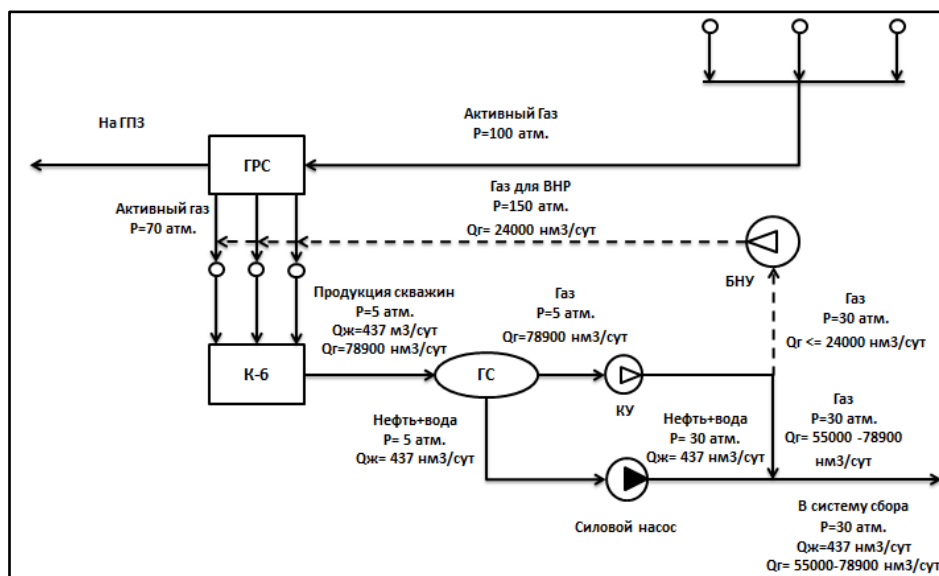 На ГПЗ
ГРС
Активный Газ
Р=100 атм.
Активный газ
Р=70 атм.
Газ для ВНР
Р=150 атм.
Qг= 24000 нм3/сут
БНУ
Газ
Р=30 атм.
Qг <= 24000 нм3/сут
Продукция скважин
Р=5 атм.
Qж=437 м3/сут
Qг=78900 нм3/сут
Газ
Р=5 атм.
Qг=78900 нм3/сут
К-6
ГС
КУ
Нефть+вода
Р= 5 атм.
Qж= 437 нм3/сут
Нефть+вода
Р= 30 атм.
Qж= 437 нм3/сут
Газ
Р=30 атм.
Qг= 55000 -78900
нм3/сут
Силовой насос
В систему сбора
Р=30 атм.
Qж=437 нм3/сут
Qг= 55000-78900 нм3/сут